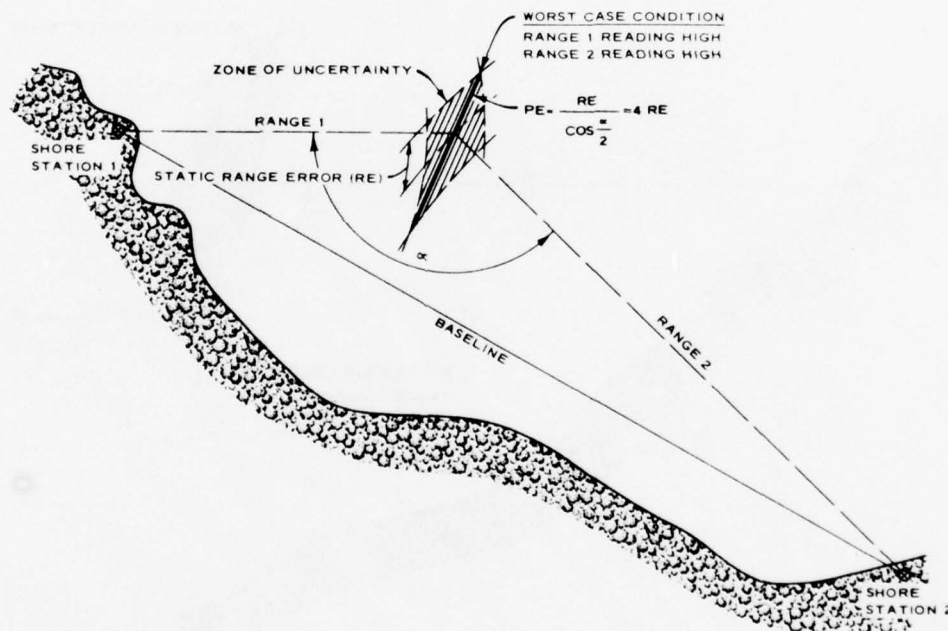 WORST CASE CONDITION
RANGE 1 READING HIGH
RANGE 2 READING HIGH
ZONE OF UNCERTAINTY
PE = RE / COS α/2 = 4 RE
RANGE 1
SHORE
STATION 1
STATIC RANGE ERROR (RE)
α
BASELINE
RANGE 2
SHORE
STATION 2